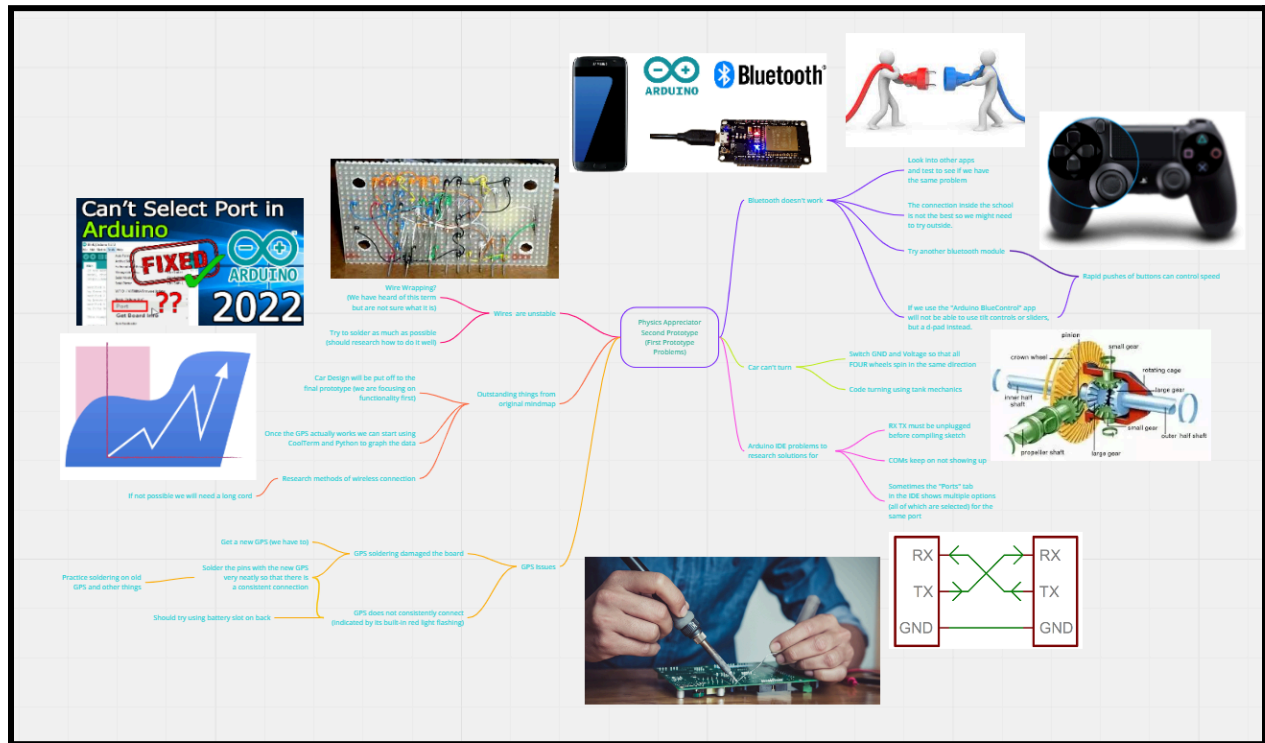 ARDUINO
Bluetooth
Can't Select Port in
Arduino
FIXED
??
ARDUINO
2022
Physics Appreciator
Second Prototype
(First Prototype
Problems)
Bluetooth doesn't work
Look into other apps
and test to see if we have
the same problem
The connection inside the school
is not the best so we might need
to try outside.
Try another bluetooth module
If we use the "Arduino BlueControl" app
will not be able to use tilt controls or sliders,
but a d-pad instead.
Rapid pushes of buttons can control speed
Car can't turn
Switch GND and Voltage so that all
FOUR wheels spin in the same direction
Code turning using tank mechanics
Arduino IDE problems to
research solutions for
RX TX must be unplugged
before compiling sketch
COMs keep on not showing up
Sometimes the "Ports" tab
in the IDE shows multiple options
(all of which are selected) for the
same port
Wires are unstable
Wire Wrapping?
(We have heard of this term
but are not sure what it is)
Try to solder as much as possible
(should research how to do it well)
Outstanding things from
original mindmap
Car Design will be put off to the
final prototype (we are focusing on
functionality first)
Once the GPS actually works we can start using
CoolTerm and Python to graph the data
Research methods of wireless connection
If not possible we will need a long cord
GPS issues
GPS soldering damaged the board
Get a new GPS (we have to)
Solder the pins with the new GPS
very neatly so that there is
a consistent connection
Practice soldering on old
GPS and other things
GPS does not consistently connect
(indicated by its built-in red light flashing)
Should try using battery slot on back
pinion
small gear
crown wheel
rotating cage
large gear
inner half
shaft
small gear
outer half shaft
propeller shaft
large gear
RX
RX
TX
TX
GND
GND